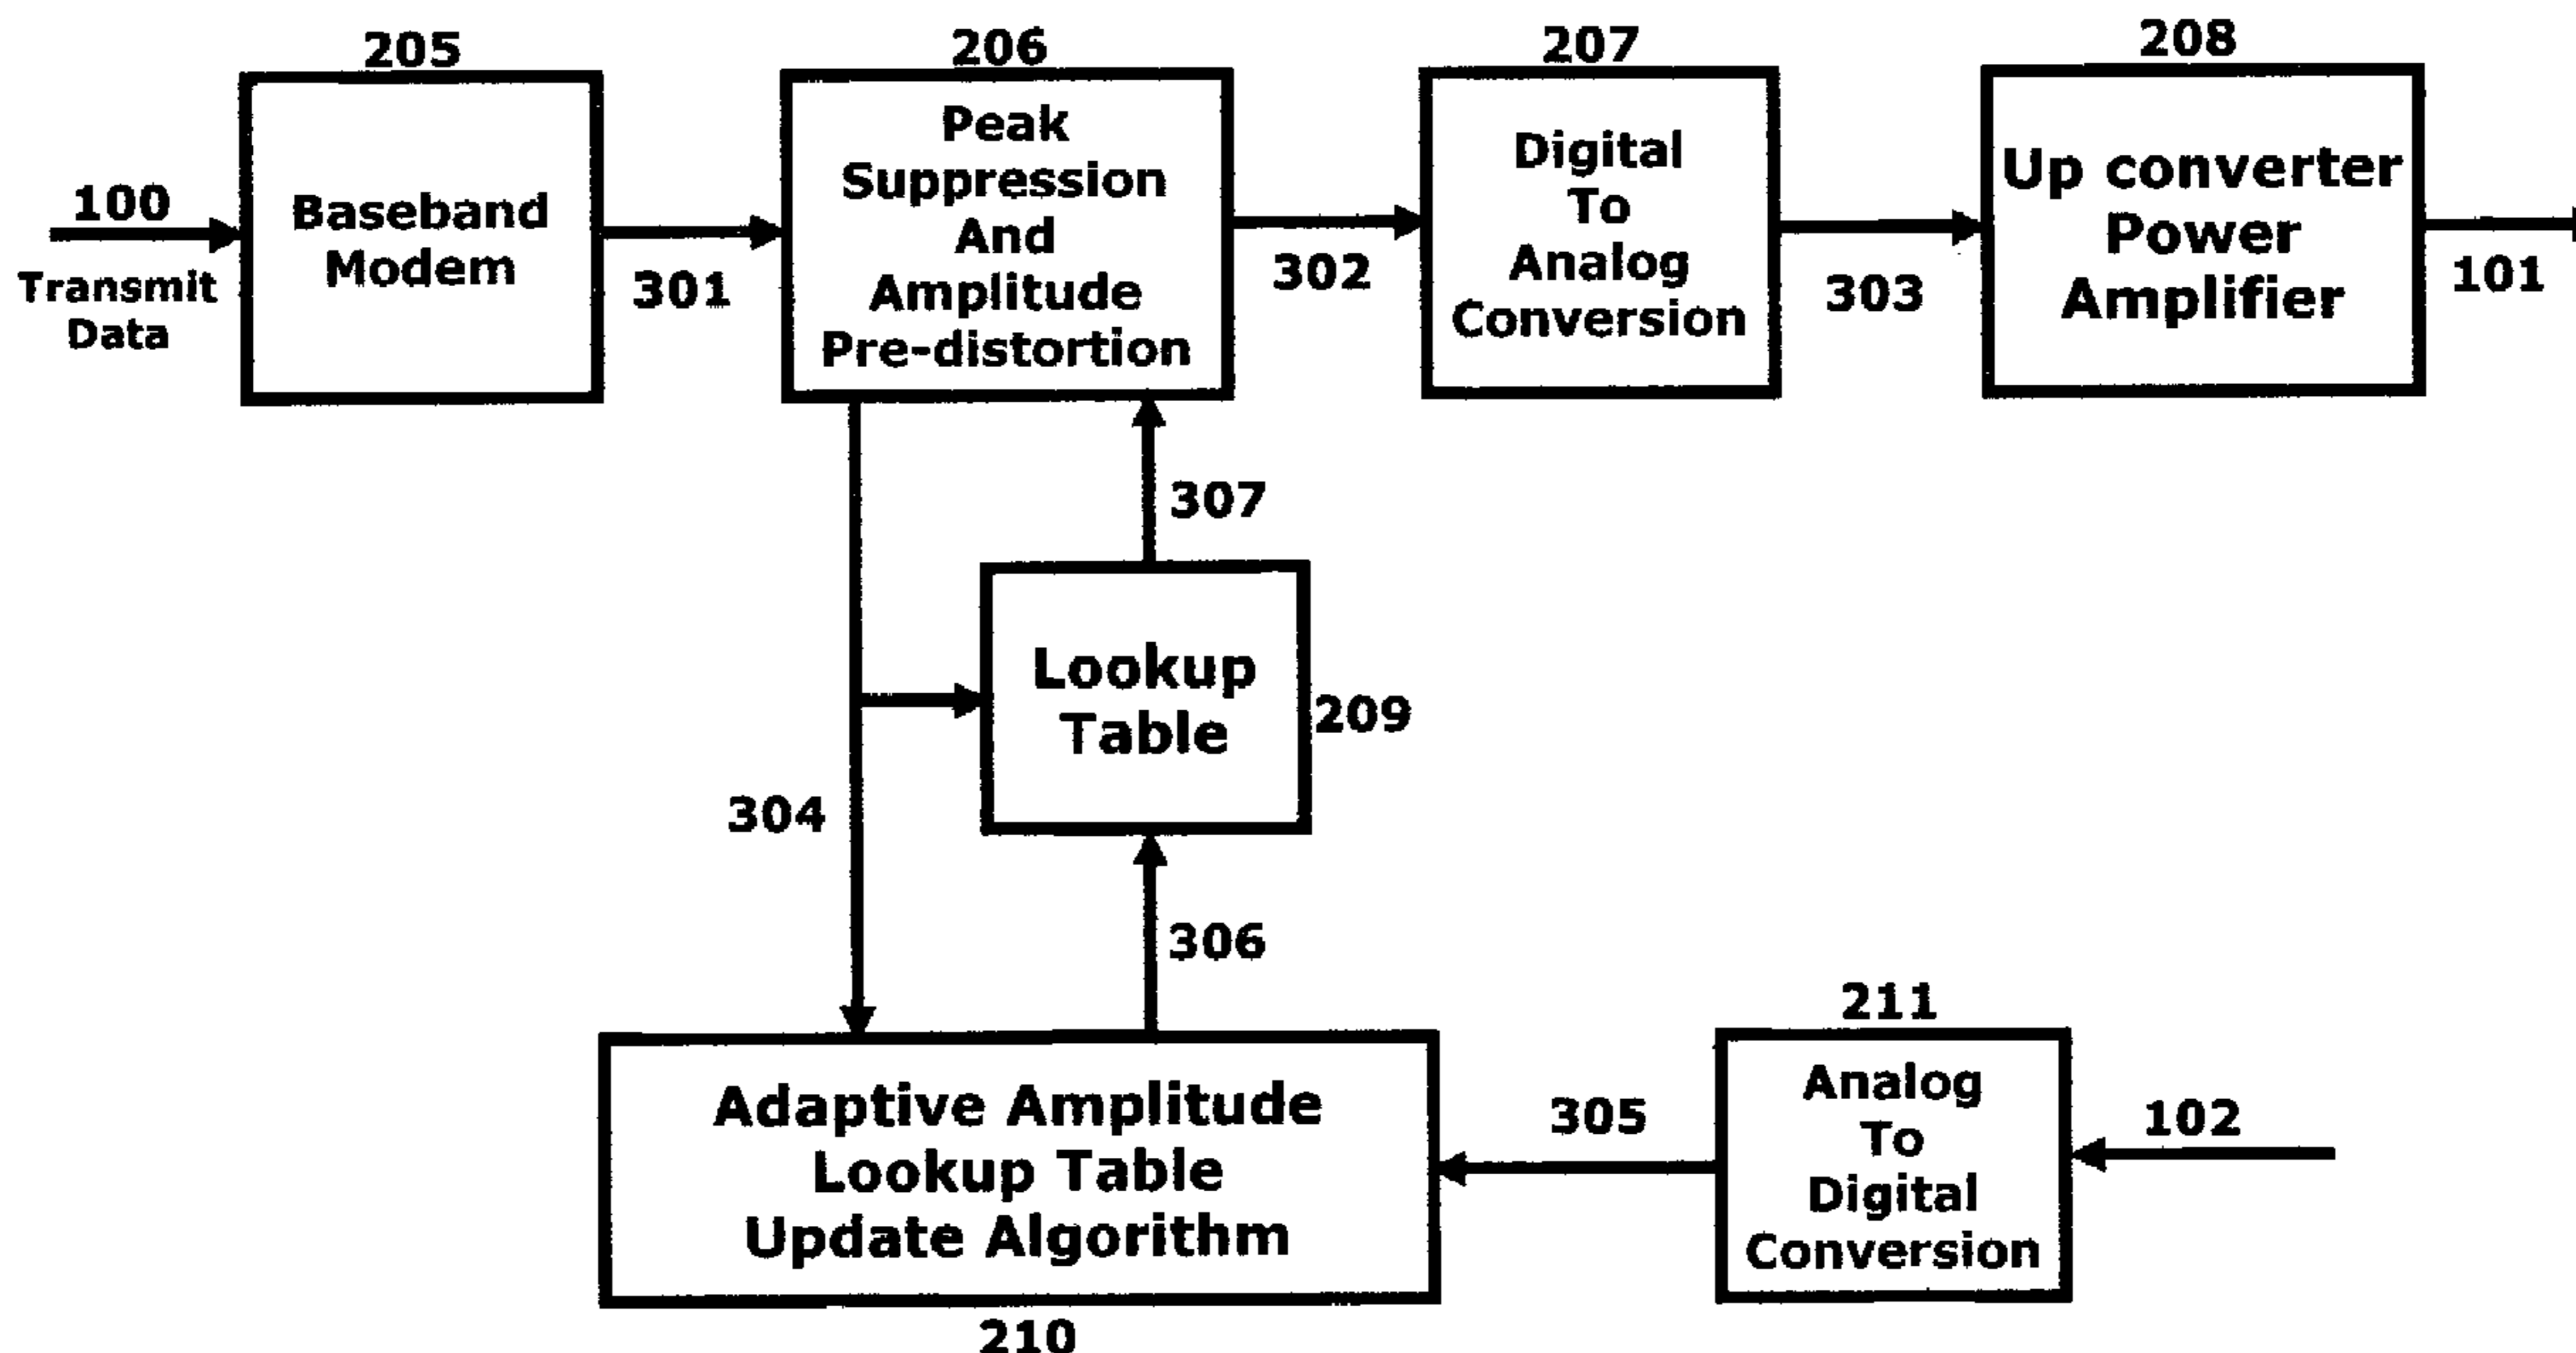 205
206
207
208
100
Transmit
Data
Baseband
Modem
301
Peak
Suppression
And
Amplitude
Pre-distortion
302
Digital
To
Analog
Conversion
303
Up converter
Power
Amplifier
101
307
Lookup
Table
209
304
306
Adaptive Amplitude
Lookup Table
Update Algorithm
210
305
211
Analog
To
Digital
Conversion
102